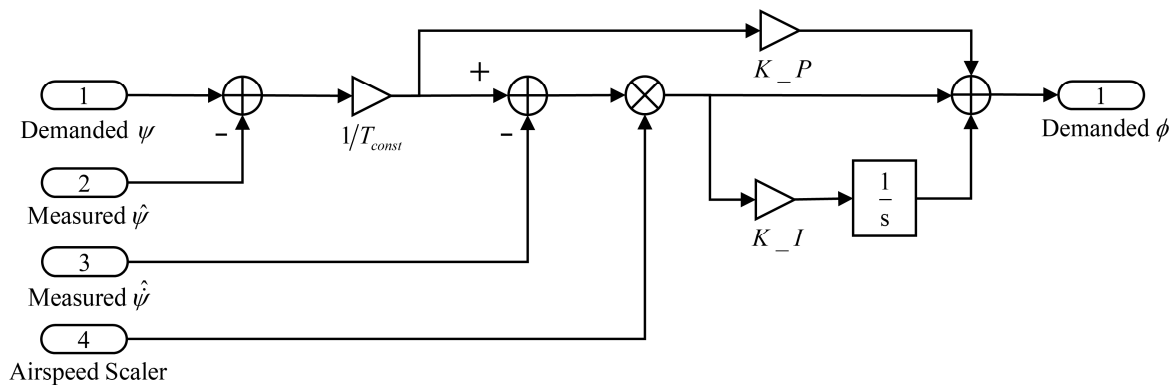 K _ P
+
1
Demanded ψ
-
1/T_const
-
1
Demanded ϕ
2
Measured ψ̂
K _ I
1
s
3
Measured ψ̇̂
4
Airspeed Scaler